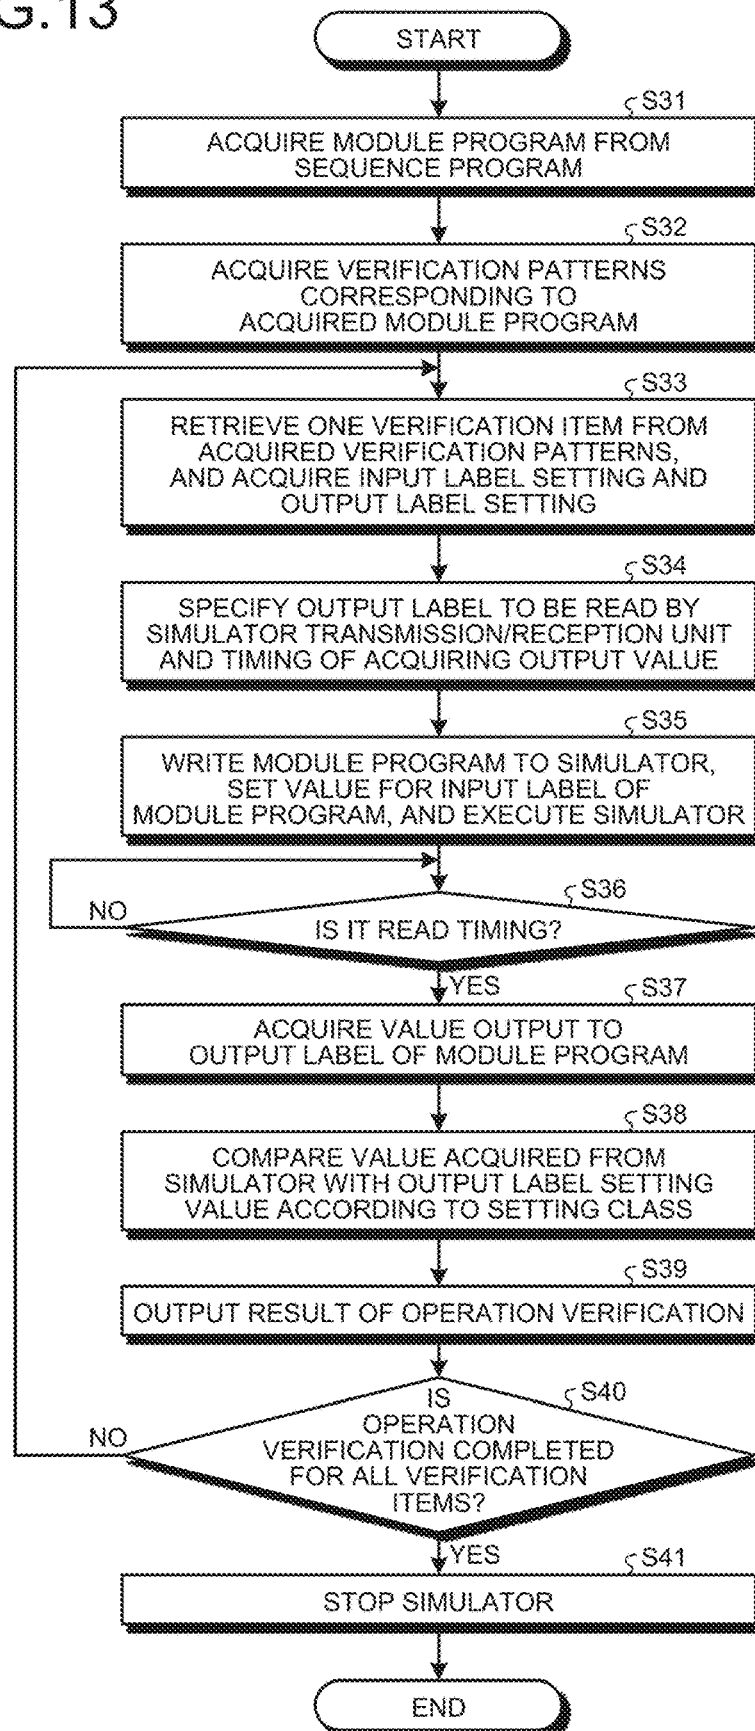 G.13
START
S31
ACQUIRE MODULE PROGRAM FROM
SEQUENCE PROGRAM
S32
ACQUIRE VERIFICATION PATTERNS
CORRESPONDING TO
ACQUIRED MODULE PROGRAM
S33
RETRIEVE ONE VERIFICATION ITEM FROM
ACQUIRED VERIFICATION PATTERNS,
AND ACQUIRE INPUT LABEL SETTING AND
OUTPUT LABEL SETTING
S34
SPECIFY OUTPUT LABEL TO BE READ BY
SIMULATOR TRANSMISSION/RECEPTION UNIT
AND TIMING OF ACQUIRING OUTPUT VALUE
S35
WRITE MODULE PROGRAM TO SIMULATOR,
SET VALUE FOR INPUT LABEL OF
MODULE PROGRAM, AND EXECUTE SIMULATOR
S36
NO
IS IT READ TIMING?
YES
S37
ACQUIRE VALUE OUTPUT TO
OUTPUT LABEL OF MODULE PROGRAM
S38
COMPARE VALUE ACQUIRED FROM
SIMULATOR WITH OUTPUT LABEL SETTING
VALUE ACCORDING TO SETTING CLASS
S39
OUTPUT RESULT OF OPERATION VERIFICATION
S40
NO
IS
OPERATION
VERIFICATION COMPLETED
FOR ALL VERIFICATION
ITEMS?
YES
S41
STOP SIMULATOR
END